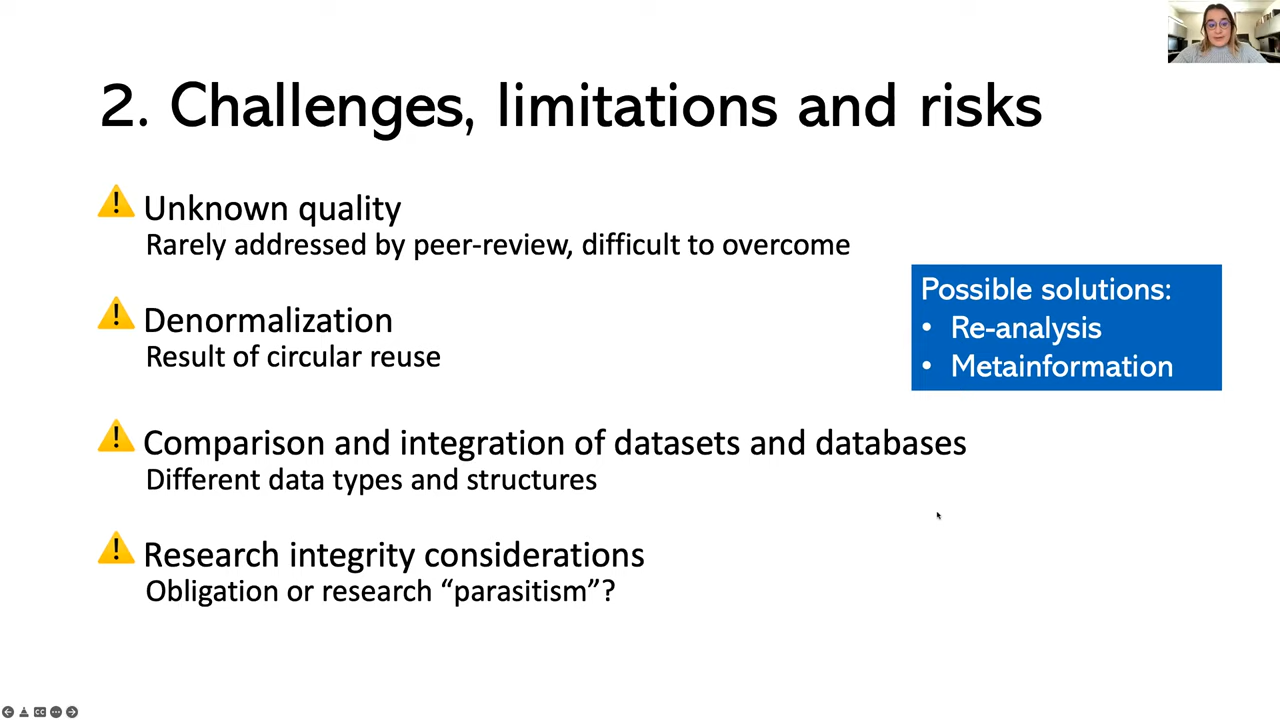 2. Challenges, limitations and risks
Unknown quality
Rarely addressed by peer-review, difficult to overcome
Denormalization
Result of circular reuse
Possible solutions:
• Re-analysis
• Metainformation
Comparison and integration of datasets and databases
Different data types and structures
Research integrity considerations
Obligation or research “parasitism”?